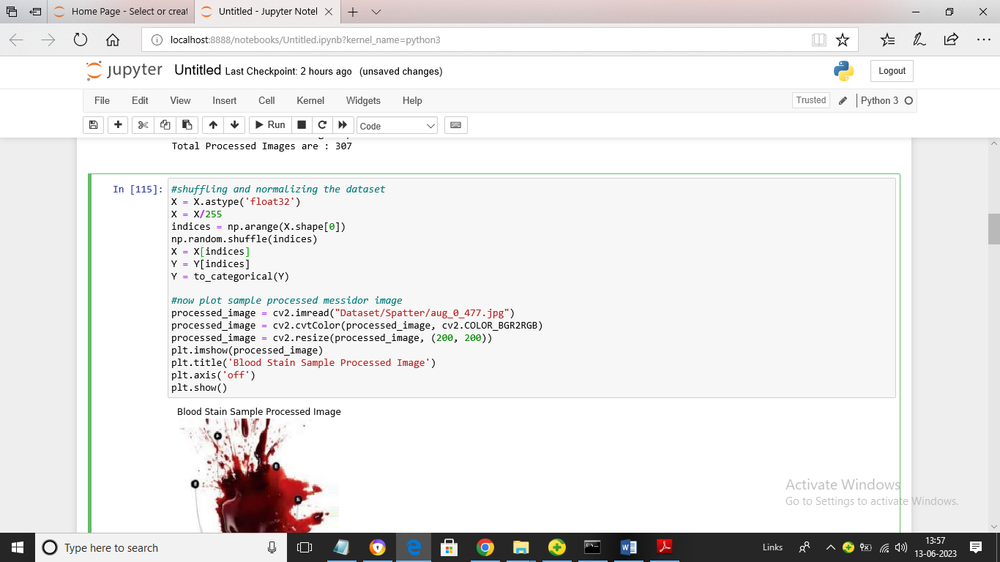 Home Page - Select or creat
Untitled - Jupyter Notel
localhost:8888/notebooks/Untitled.ipynb?kernel_name=python3
jupyter Untitled Last Checkpoint: 2 hours ago (unsaved changes)
Logout
File Edit View Insert Cell Kernel Widgets Help
Trusted
Python 3
Run
Code
Total Processed Images are : 307
In [115]:
#shuffling and normalizing the dataset
X = X.astype('float32')
X = X/255
indices = np.arange(X.shape[0])
np.random.shuffle(indices)
X = X[indices]
Y = Y[indices]
Y = to_categorical(Y)
#now plot sample processed messidor image
processed_image = cv2.imread("Dataset/Spatter/aug_0_477.jpg")
processed_image = cv2.cvtColor(processed_image, cv2.COLOR_BGR2RGB)
processed_image = cv2.resize(processed_image, (200, 200))
plt.imshow(processed_image)
plt.title('Blood Stain Sample Processed Image')
plt.axis('off')
plt.show()
Blood Stain Sample Processed Image
Activate Windows
Go to Settings to activate Windows.
Type here to search
Links
13:57
13-06-2023